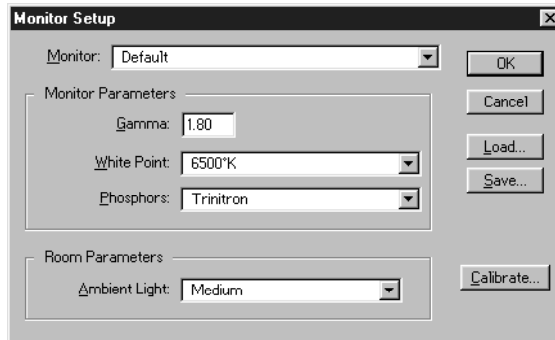 Monitor Setup
Monitor: Default
OK
Cancel
Load...
Save...
Monitor Parameters
Gamma: 1.80
White Point: 6500°K
Phosphors: Trinitron
Room Parameters
Ambient Light: Medium
Calibrate...